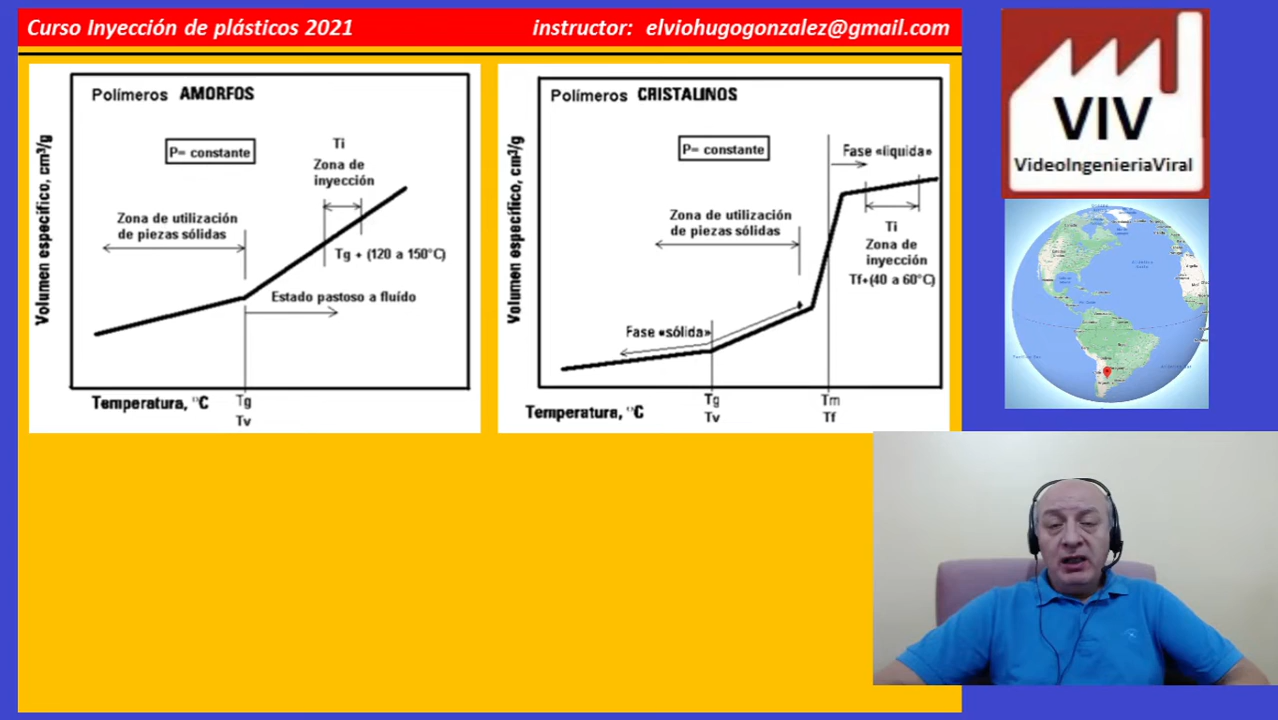 Curso Inyección de plásticos 2021
instructor: elviohugogonzalez@gmail.com
Polímeros AMORFOS
P= constante
Ti
Zona de
inyección
Zona de utilización
de piezas sólidas
Tg + (120 a 150°C)
Estado pastoso a fluído
Volumen específico, cm³/g
Temperatura, °C
Tg
Tv
Polímeros CRISTALINOS
P= constante
Fase «líquida»
Zona de utilización
de piezas sólidas
Ti
Zona de
inyección
Tf+(40 a 60°C)
Fase «sólida»
Volumen específico, cm³/g
Temperatura, °C
Tg
Tv
Tm
Tf
VIV
VideoIngenieriaViral